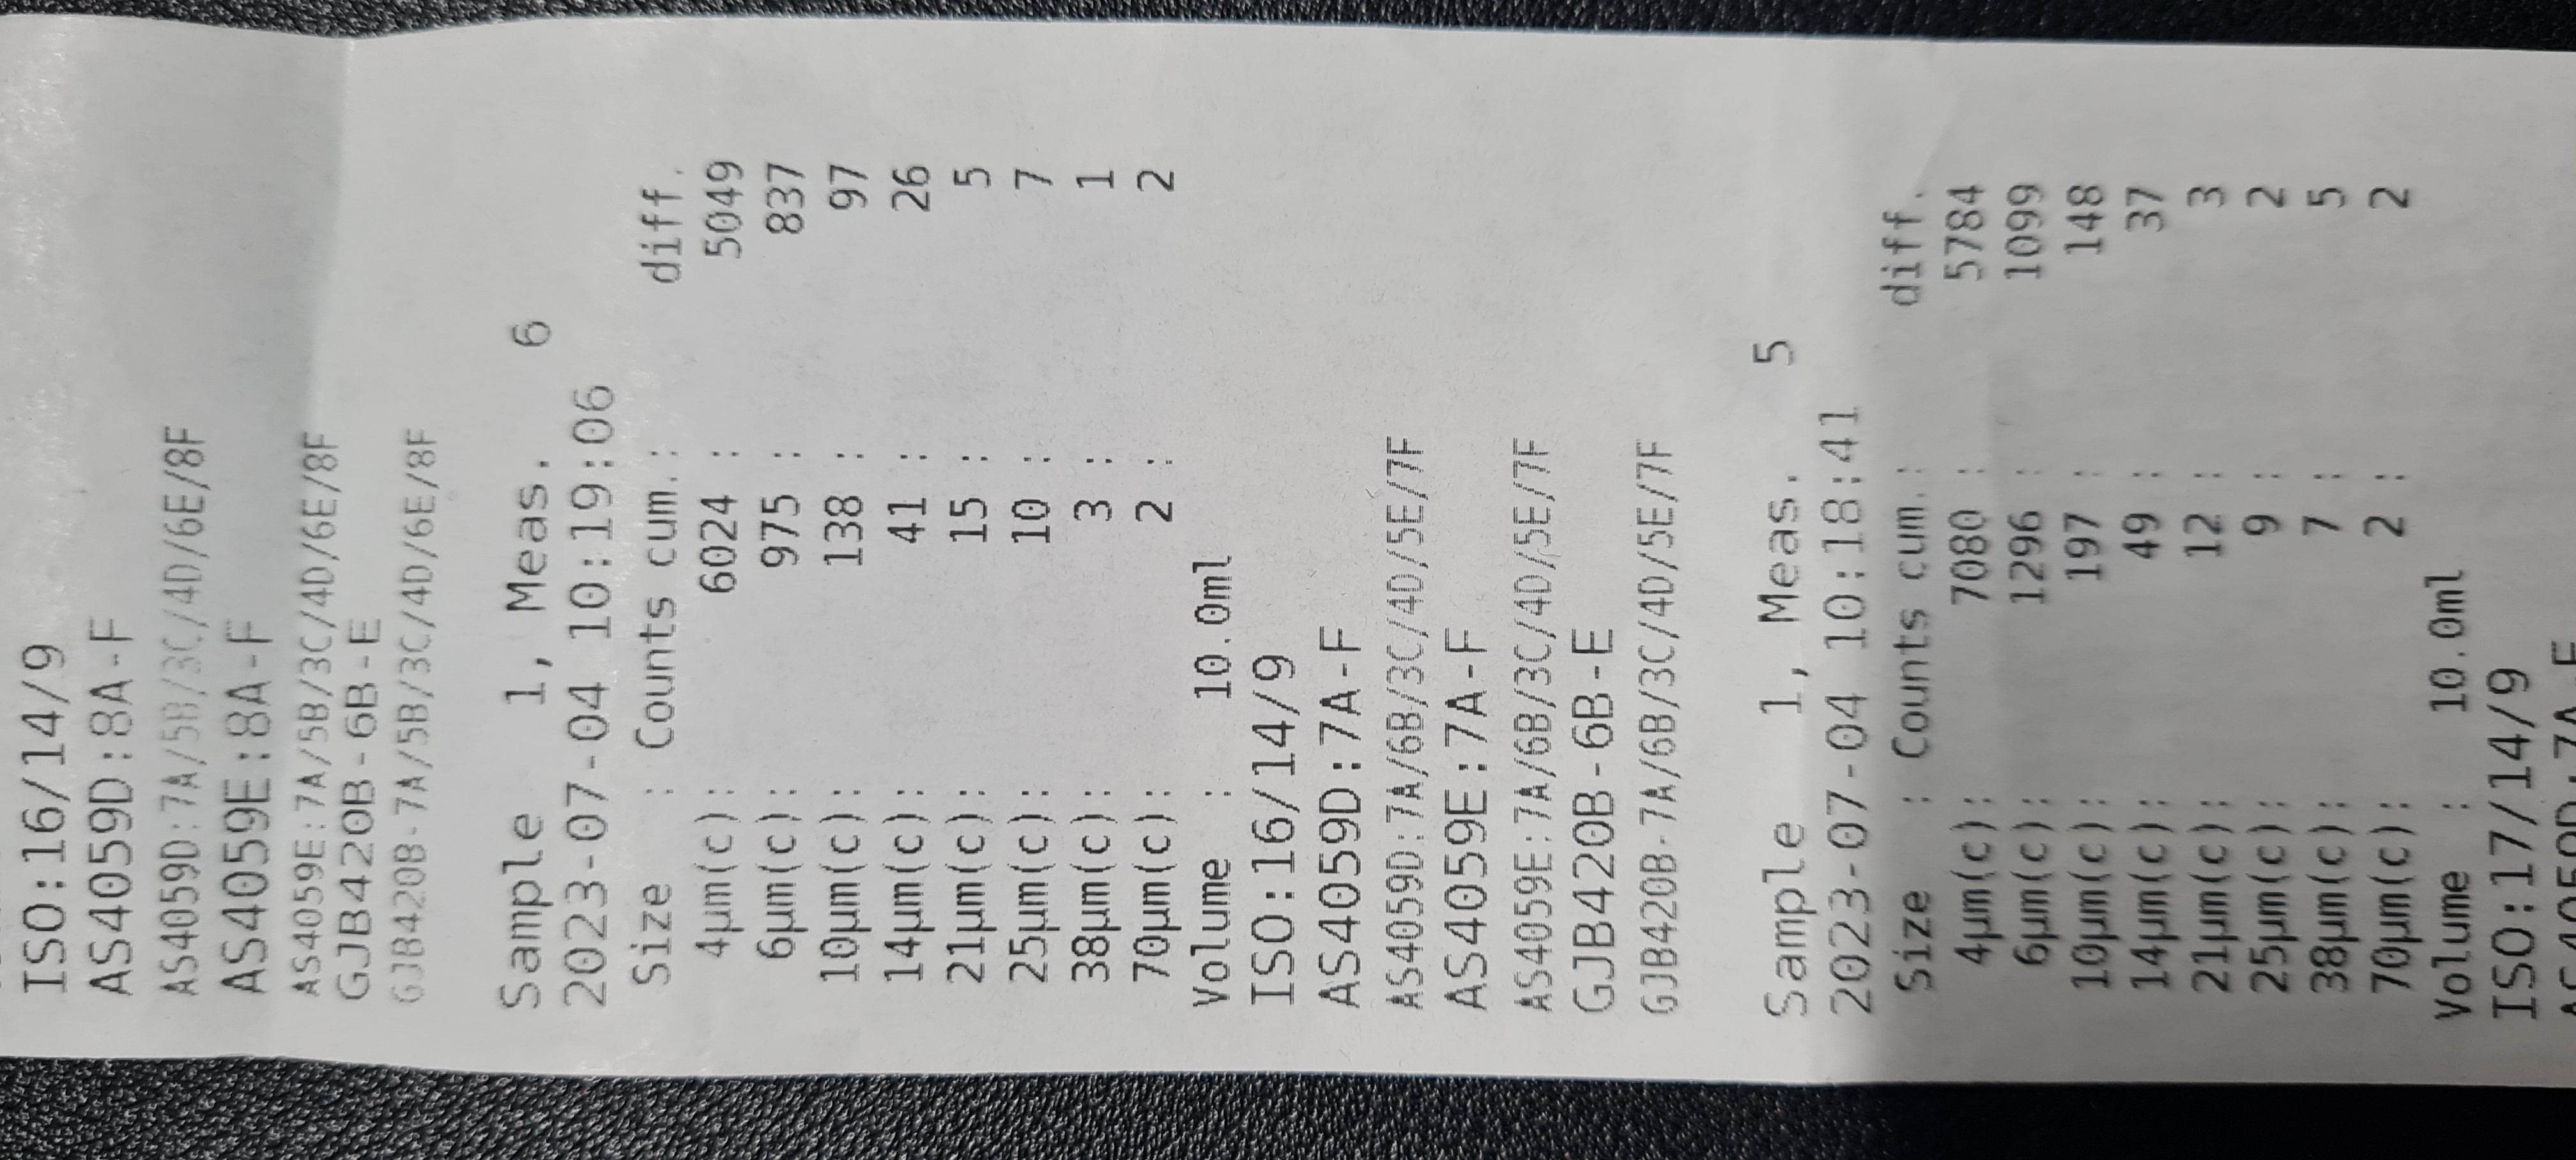 ISO:16/14/9
AS4059D:8A-F
AS4059D:7A/5B/3C/4D/6E/8F
AS4059E:8A-F
AS4059E:7A/5B/3C/4D/6E/8F
GJB420B-6B-E
GJB420B-7A/5B/3C/4D/6E/8F
Sample 1, Meas. 6
2023-07-04 10:19:06
Size : Counts cum.: diff.
4µm(c): 6024 : 5049
6µm(c): 975 : 837
10µm(c): 138 : 97
14µm(c): 41 : 26
21µm(c): 15 : 5
25µm(c): 10 : 7
38µm(c): 3 : 1
70µm(c): 2 : 2
Volume : 10.0ml
ISO:16/14/9
AS4059D:7A-F
AS4059D:7A/6B/3C/4D/5E/7F
AS4059E:7A-F
AS4059E:7A/6B/3C/4D/5E/7F
GJB420B-6B-E
GJB420B-7A/6B/3C/4D/5E/7F
Sample 1, Meas. 5
2023-07-04 10:18:41
Size : Counts cum.: diff.
4µm(c): 7080 : 5784
6µm(c): 1296 : 1099
10µm(c): 197 : 148
14µm(c): 49 : 37
21µm(c): 12 : 3
25µm(c): 9 : 2
38µm(c): 7 : 5
70µm(c): 2 : 2
Volume : 10.0ml
ISO:17/14/9
AS4059D:7A-F